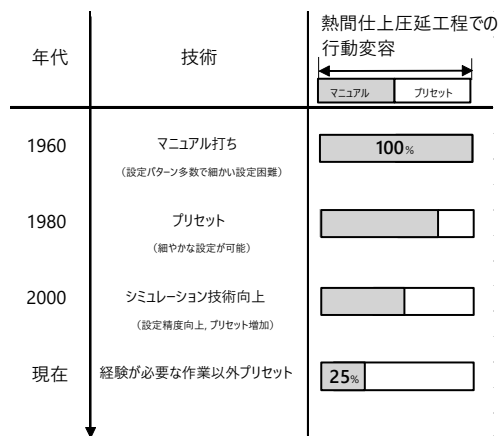 年代
技術
熱間仕上圧延工程での
行動変容
マニュアル プリセット
1960
マニュアル打ち
(設定パターン多数で細かい設定困難)
100%
1980
プリセット
(細やかな設定が可能)
2000
シミュレーション技術向上
(設定精度向上, プリセット増加)
現在
経験が必要な作業以外プリセット
25%